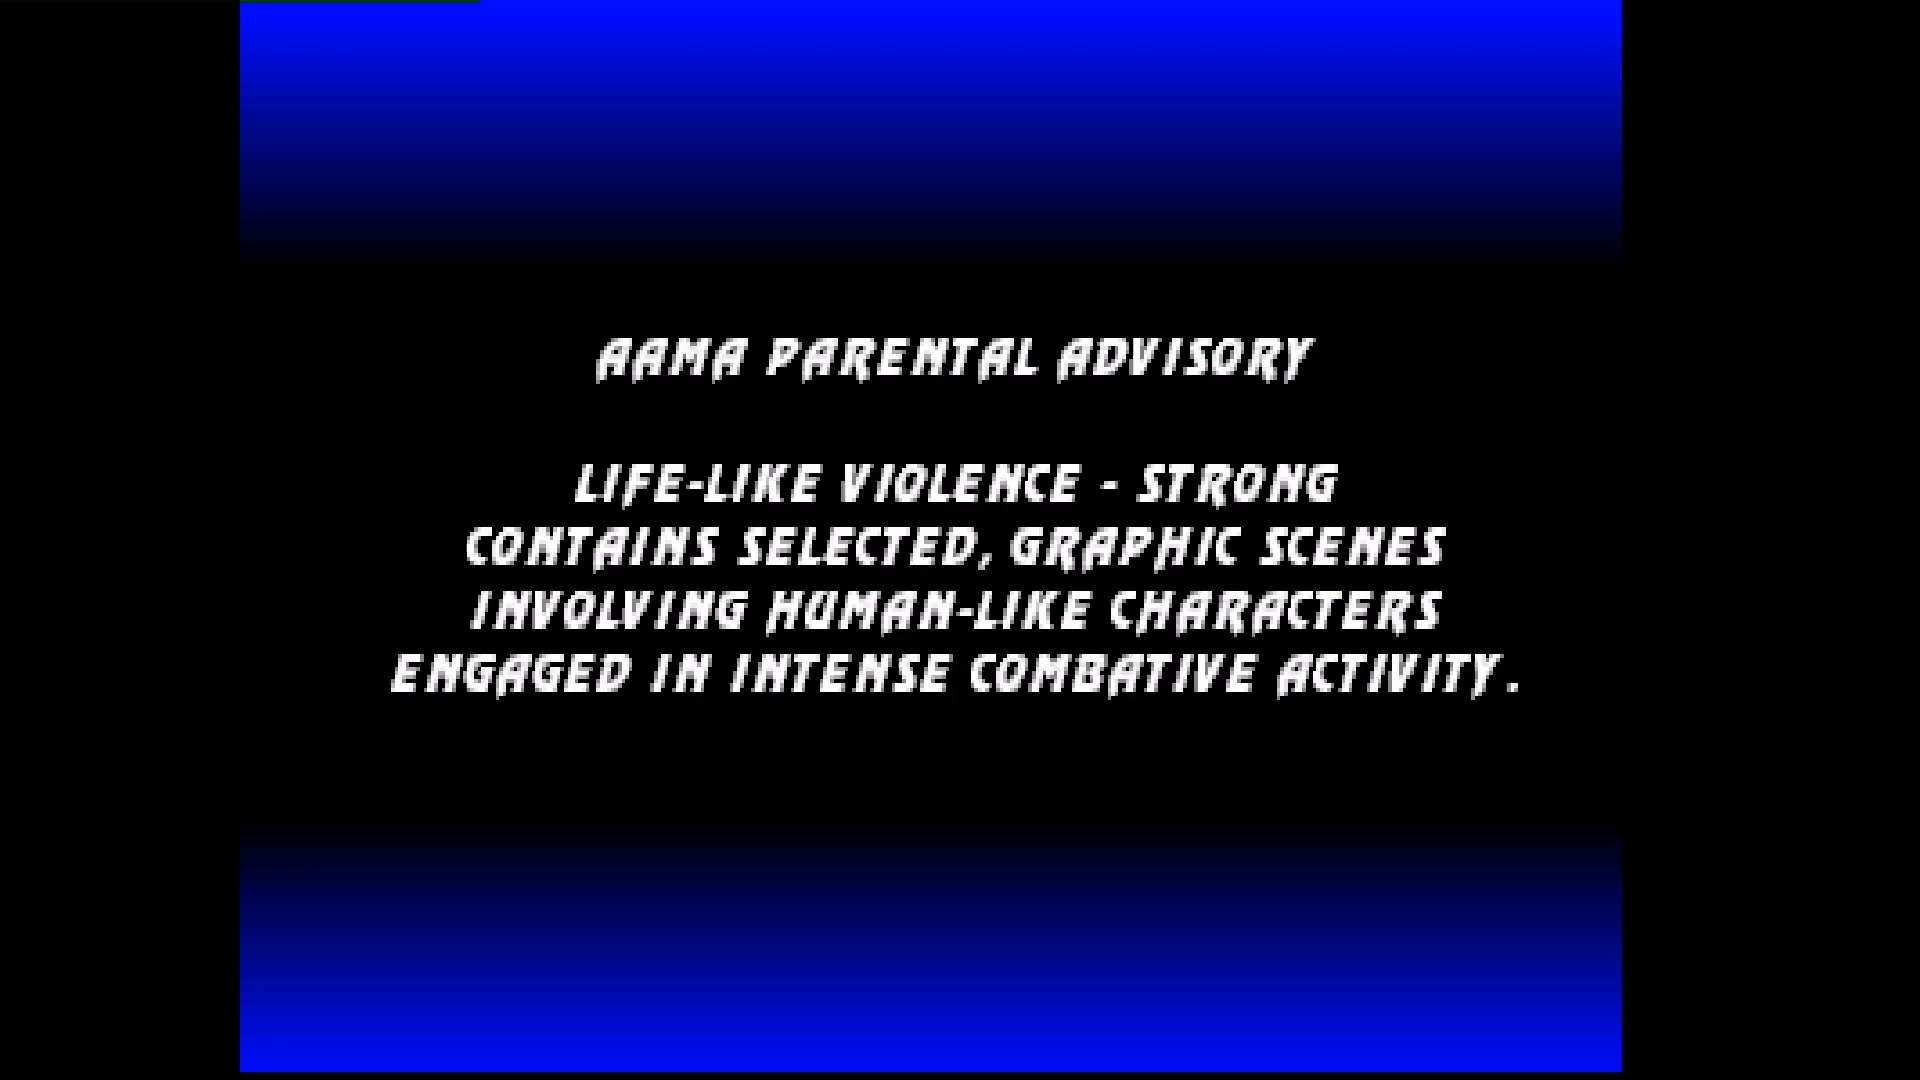 AAMA PARENTAL ADVISORY
LIFE-LIKE VIOLENCE - STRONG
CONTAINS SELECTED, GRAPHIC SCENES
INVOLVING HUMAN-LIKE CHARACTERS
ENGAGED IN INTENSE COMBATIVE ACTIVITY.